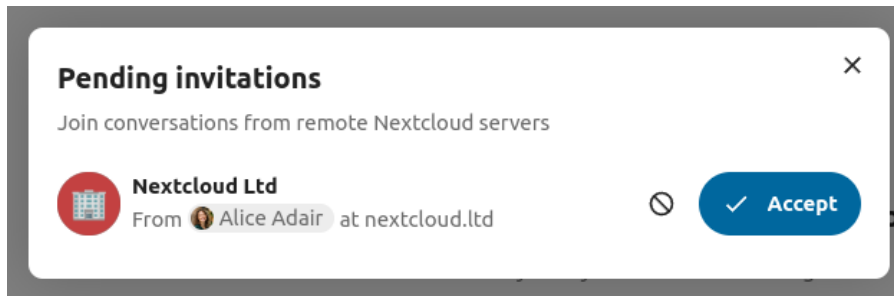 Pending invitations
Join conversations from remote Nextcloud servers
Nextcloud Ltd
From Alice Adair at nextcloud.ltd
Accept